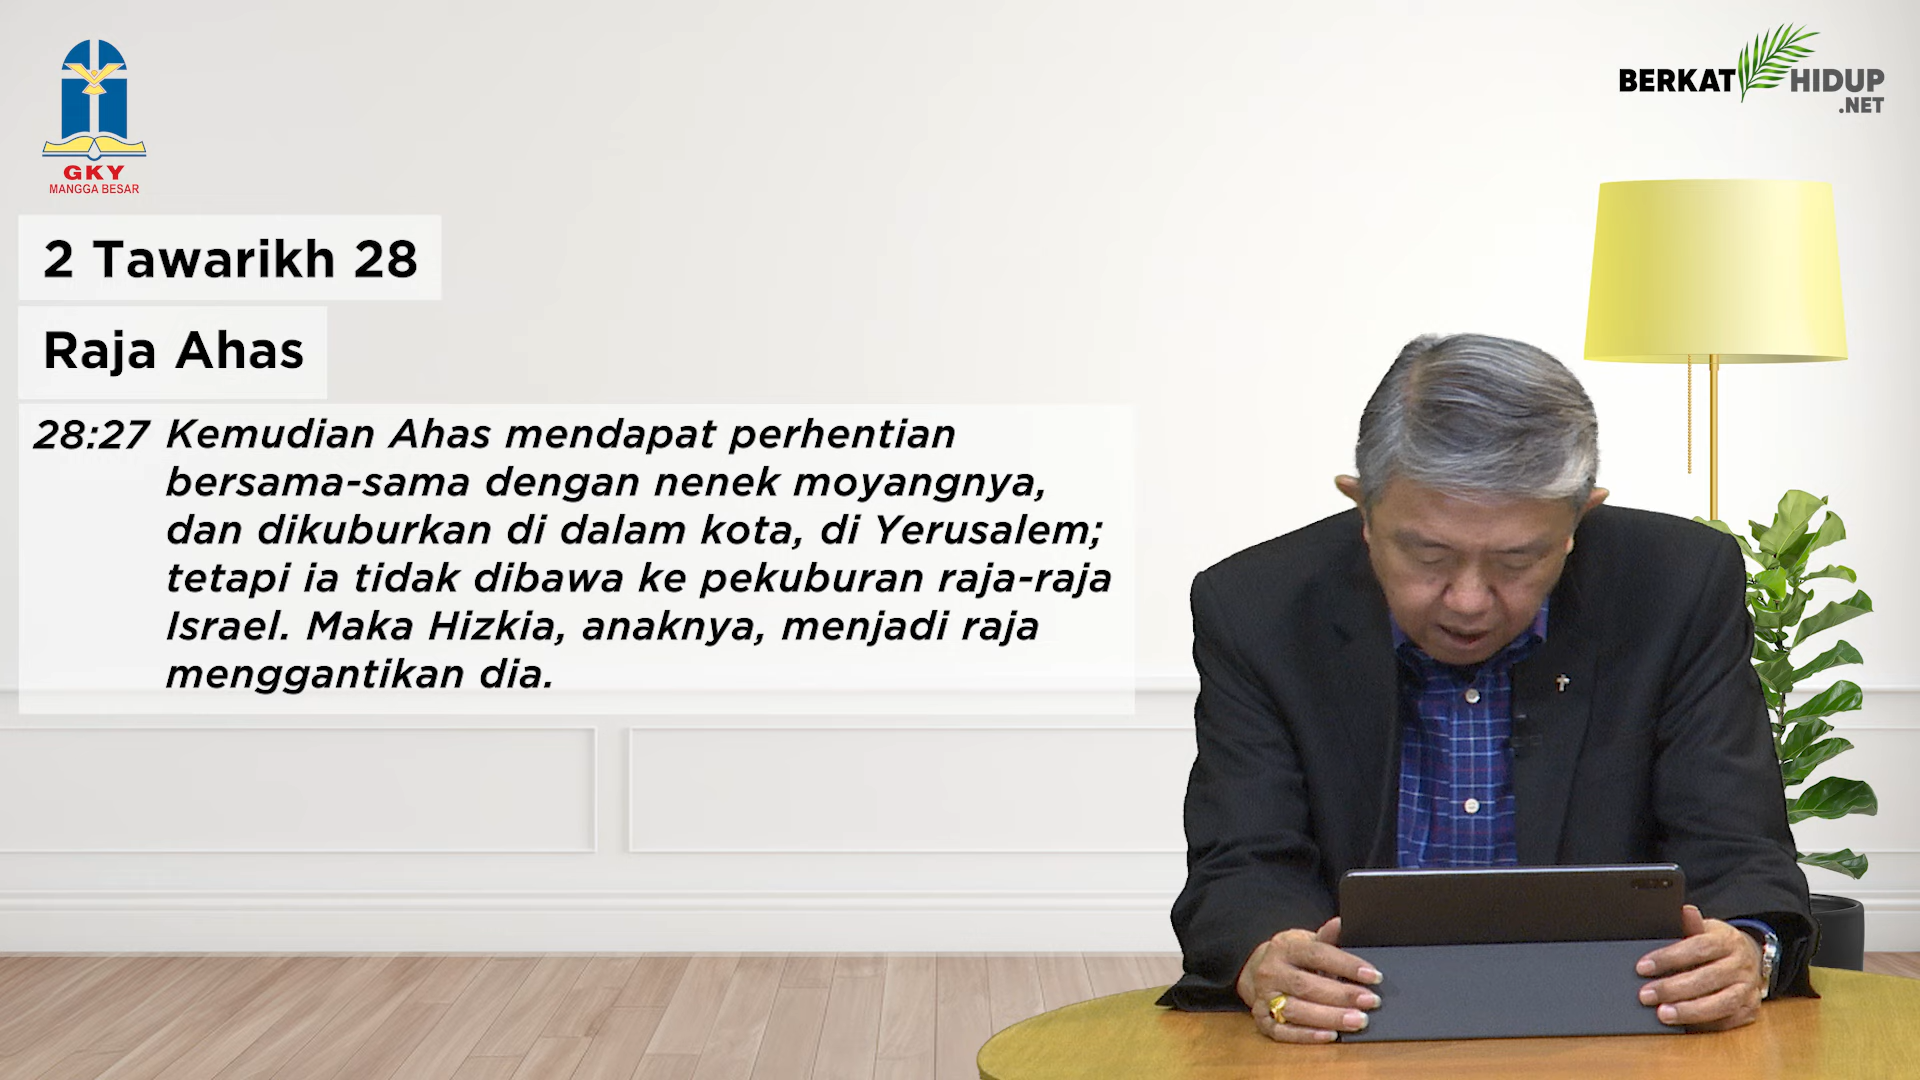 GKY
MANGGA BESAR
BERKAT HIDUP
.NET
2 Tawarikh 28
Raja Ahas
28:27 Kemudian Ahas mendapat perhentian
bersama-sama dengan nenek moyangnya,
dan dikuburkan di dalam kota, di Yerusalem;
tetapi ia tidak dibawa ke pekuburan raja-raja
Israel. Maka Hizkia, anaknya, menjadi raja
menggantikan dia.